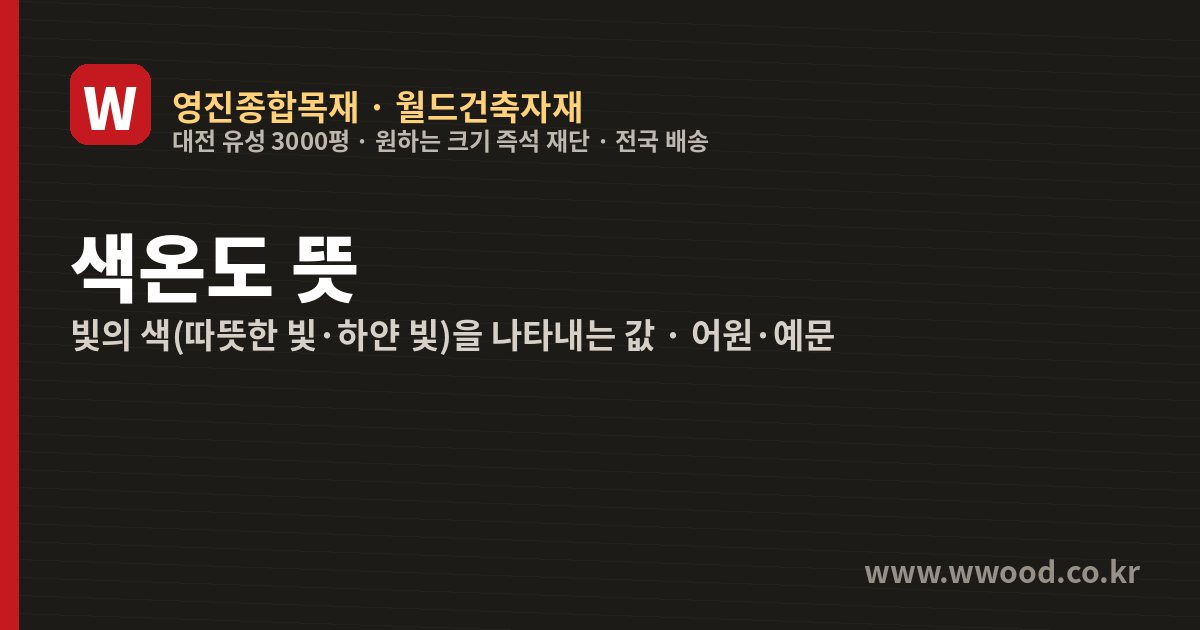 W
영진종합목재 · 월드건축자재
대전 유성 3000평 · 원하는 크기 즉석 재단 · 전국 배송
색온도 뜻
빛의 색(따뜻한 빛·하얀 빛)을 나타내는 값 · 어원·예문
www.wwood.co.kr